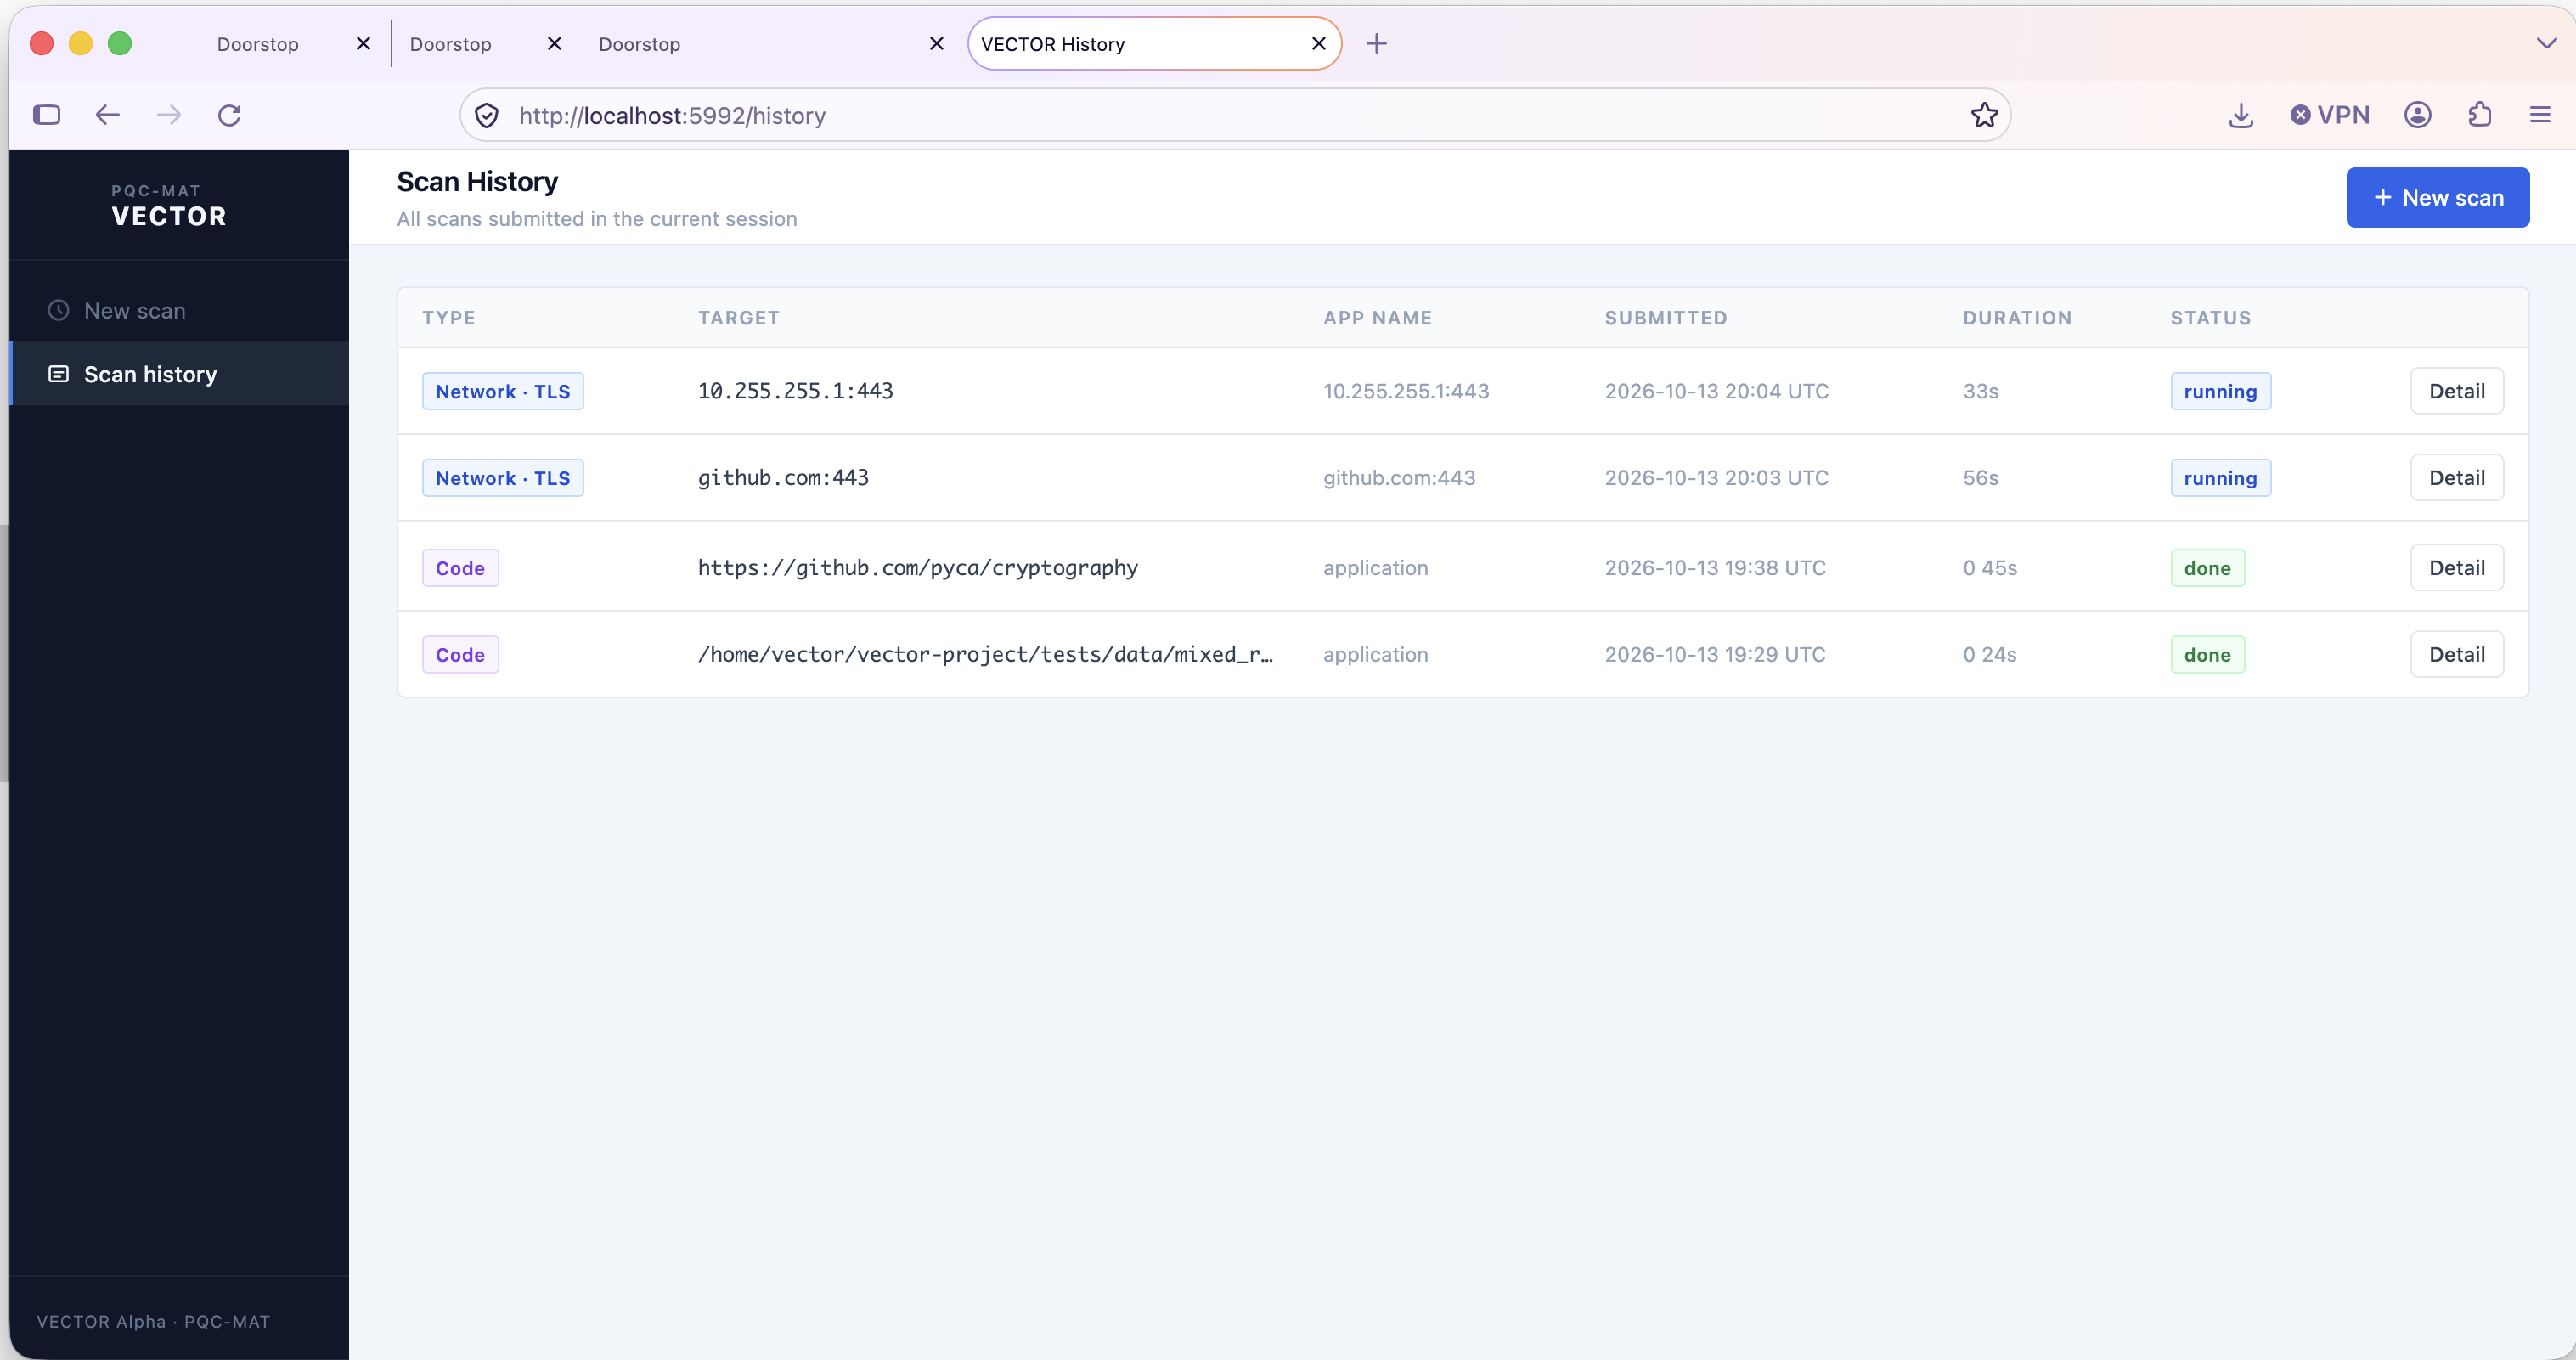 Doorstop Doorstop Doorstop VECTOR History
http://localhost:5992/history VPN
PQC-MAT
VECTOR
New scan
Scan history
VECTOR Alpha · PQC-MAT
Scan History
All scans submitted in the current session
+ New scan
TYPE TARGET APP NAME SUBMITTED DURATION STATUS
Network · TLS 10.255.255.1:443 10.255.255.1:443 2026-10-13 20:04 UTC 33s running Detail
Network · TLS github.com:443 github.com:443 2026-10-13 20:03 UTC 56s running Detail
Code https://github.com/pyca/cryptography application 2026-10-13 19:38 UTC 0 45s done Detail
Code /home/vector/vector-project/tests/data/mixed_r… application 2026-10-13 19:29 UTC 0 24s done Detail